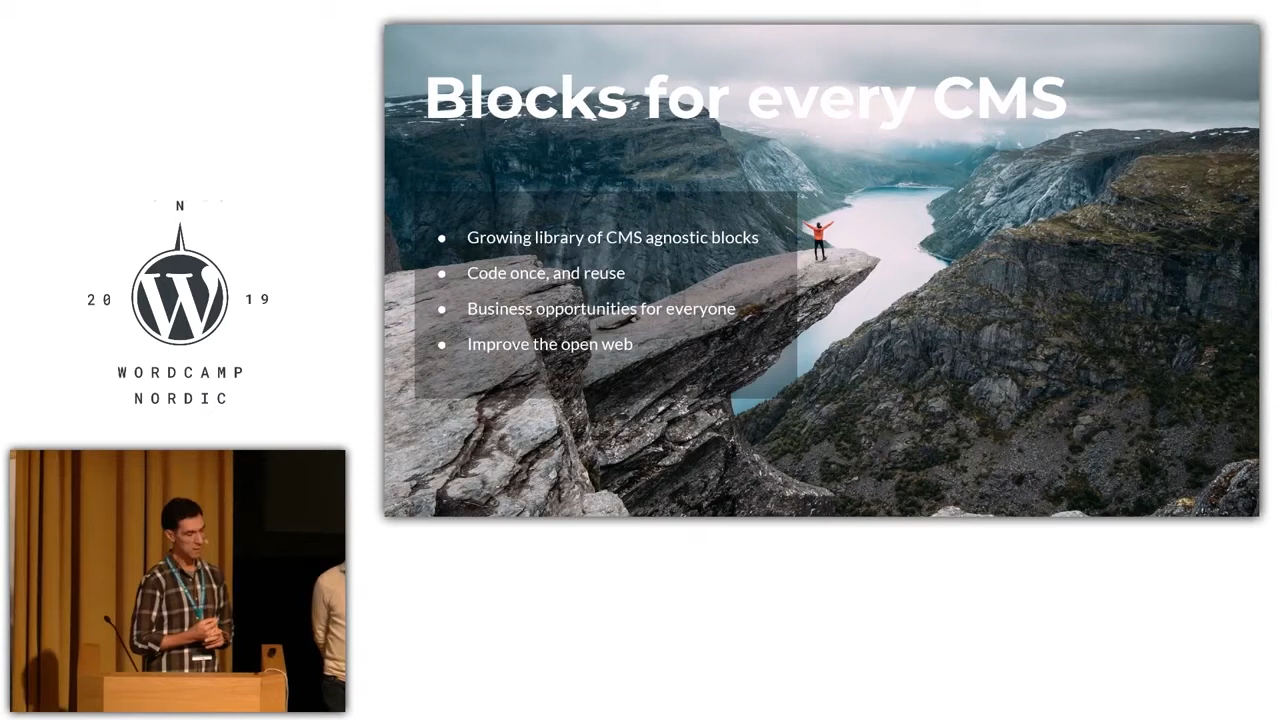 Blocks for every CMS
N
20 19
WORDCAMP
NORDIC
● Growing library of CMS agnostic blocks
● Code once, and reuse
● Business opportunities for everyone
● Improve the open web